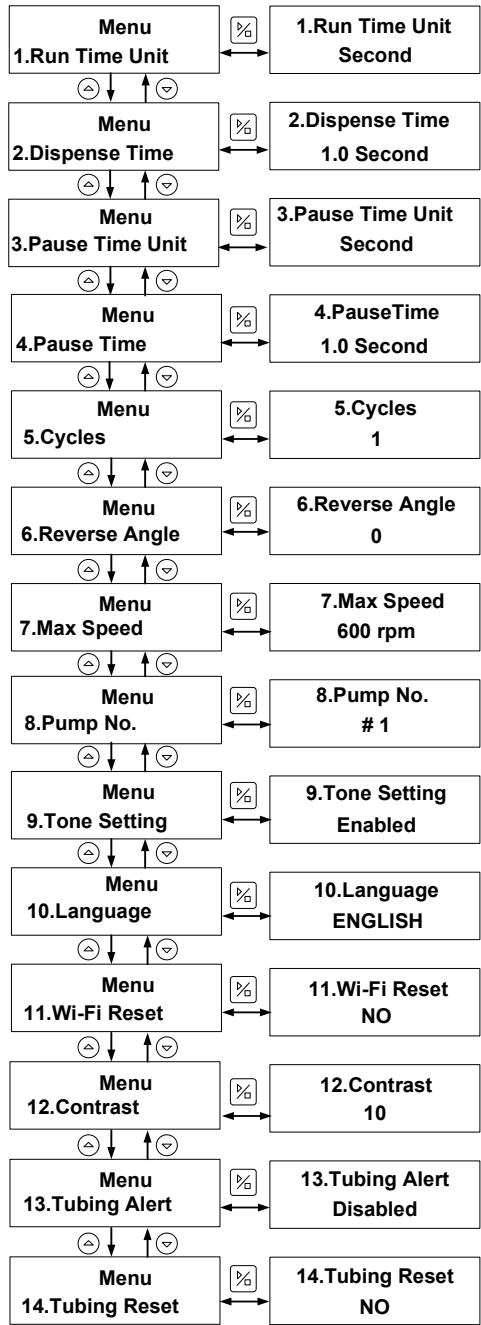 Menu
1.Run Time Unit
1.Run Time Unit
Second
Menu
2.Dispense Time
2.Dispense Time
1.0 Second
Menu
3.Pause Time Unit
3.Pause Time Unit
Second
Menu
4.Pause Time
4.PauseTime
1.0 Second
Menu
5.Cycles
5.Cycles
1
Menu
6.Reverse Angle
6.Reverse Angle
0
Menu
7.Max Speed
7.Max Speed
600 rpm
Menu
8.Pump No.
8.Pump No.
# 1
Menu
9.Tone Setting
9.Tone Setting
Enabled
Menu
10.Language
10.Language
ENGLISH
Menu
11.Wi-Fi Reset
11.Wi-Fi Reset
NO
Menu
12.Contrast
12.Contrast
10
Menu
13.Tubing Alert
13.Tubing Alert
Disabled
Menu
14.Tubing Reset
14.Tubing Reset
NO